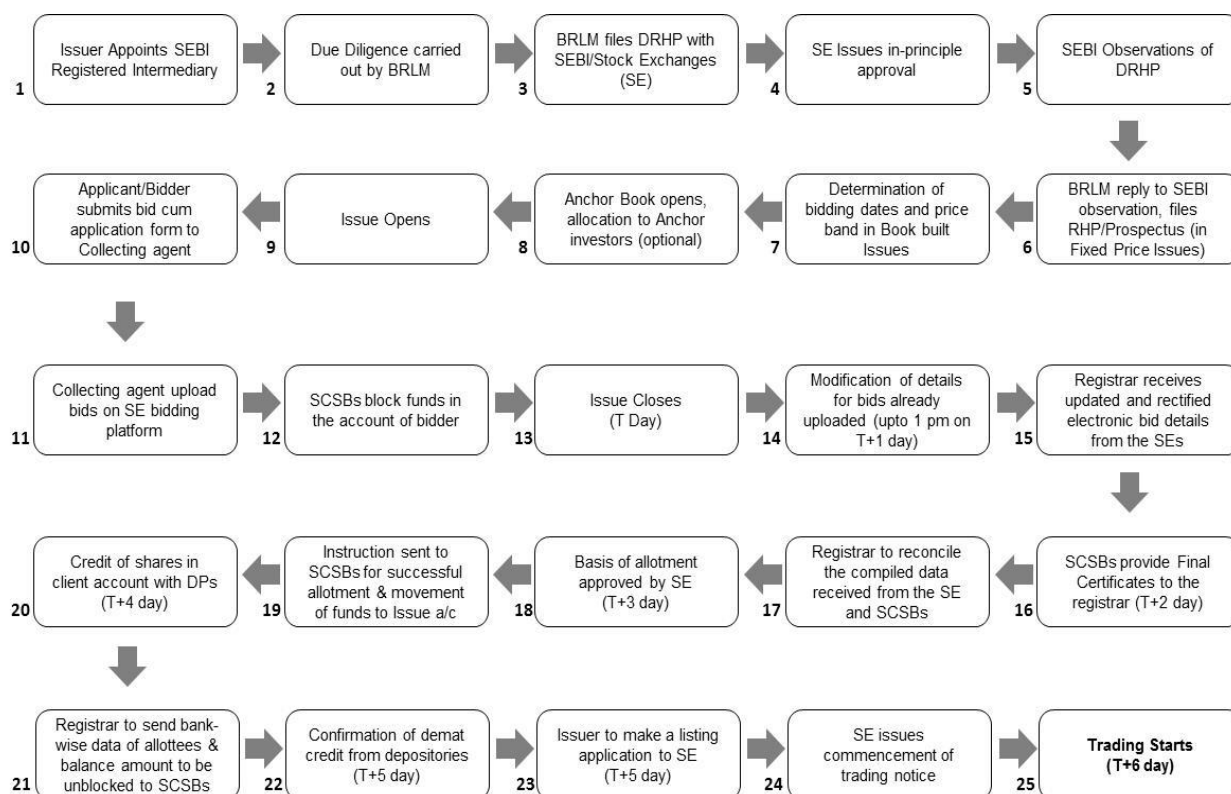 Issuer Appoints SEBI
Registered Intermediary
1
Due Diligence carried
out by BRLM
2
BRLM files DRHP with
SEBI/Stock Exchanges
(SE)
3
SE Issues in-principle
approval
4
SEBI Observations of
DRHP
5
BRLM reply to SEBI
observation, files
RHP/Prospectus (in
Fixed Price Issues)
6
Determination of
bidding dates and price
band in Book built
Issues
7
Anchor Book opens,
allocation to Anchor
investors (optional)
8
Issue Opens
9
Applicant/Bidder
submits bid cum
application form to
Collecting agent
10
Collecting agent upload
bids on SE bidding
platform
11
SCSBs block funds in
the account of bidder
12
Issue Closes
(T Day)
13
Modification of details
for bids already
uploaded (upto 1 pm on
T+1 day)
14
Registrar receives
updated and rectified
electronic bid details
from the SEs
15
SCSBs provide Final
Certificates to the
registrar (T+2 day)
16
Registrar to reconcile
the compiled data
received from the SE
and SCSBs
17
Basis of allotment
approved by SE
(T+3 day)
18
Instruction sent to
SCSBs for successful
allotment & movement
of funds to Issue a/c
19
Credit of shares in
client account with DPs
(T+4 day)
20
Registrar to send bank-
wise data of allottees &
balance amount to be
unblocked to SCSBs
21
Confirmation of demat
credit from depositories
(T+5 day)
22
Issuer to make a listing
application to SE
(T+5 day)
23
SE issues
commencement of
trading notice
24
Trading Starts
(T+6 day)
25